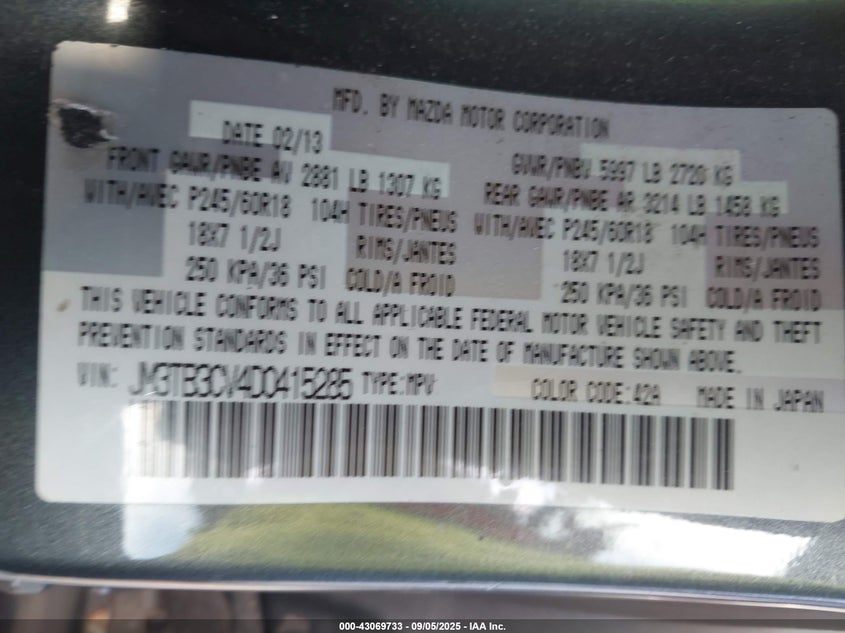 MFD. BY MAZDA MOTOR CORPORATION
DATE 02/13 GVWR/PNBV 5997 LB 2720 KG
FRONT GAWR/PNBE AV 2881 LB 1307 KG REAR GAWR/PNBE AR 3214 LB 1458 KG
WITH/AVEC P245/60R18 104H TIRES/PNEUS WITH/AVEC P245/60R18 104H TIRES/PNEUS
18X7 1/2J RIMS/JANTES 18X7 1/2J RIMS/JANTES
250 KPA/36 PSI COLD/A FROID 250 KPA/36 PSI COLD/A FROID
THIS VEHICLE CONFORMS TO ALL APPLICABLE FEDERAL MOTOR VEHICLE SAFETY AND THEFT
PREVENTION STANDARDS IN EFFECT ON THE DATE OF MANUFACTURE SHOWN ABOVE.
VIN: JM3TB3CV4D0415285 TYPE:MPV COLOR CODE:42A MADE IN JAPAN
000-43069733 - 09/05/2025 - IAA Inc.